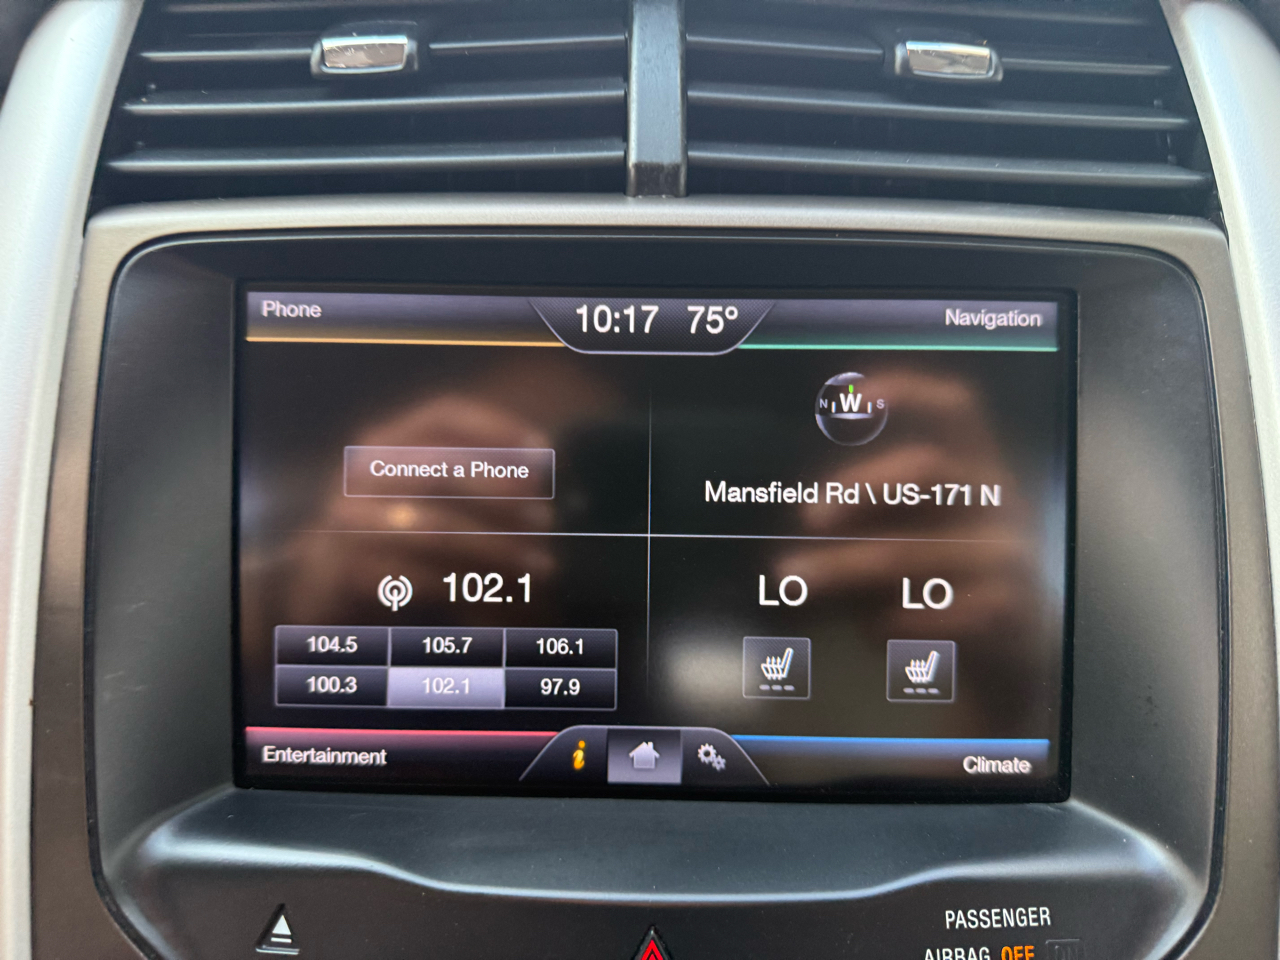 Phone
10:17 75°
Navigation
N W S
Connect a Phone
Mansfield Rd \ US-171 N
102.1
LO LO
104.5 105.7 106.1
100.3 102.1 97.9
Entertainment
i
Climate
PASSENGER
AIRBAG OFF ON